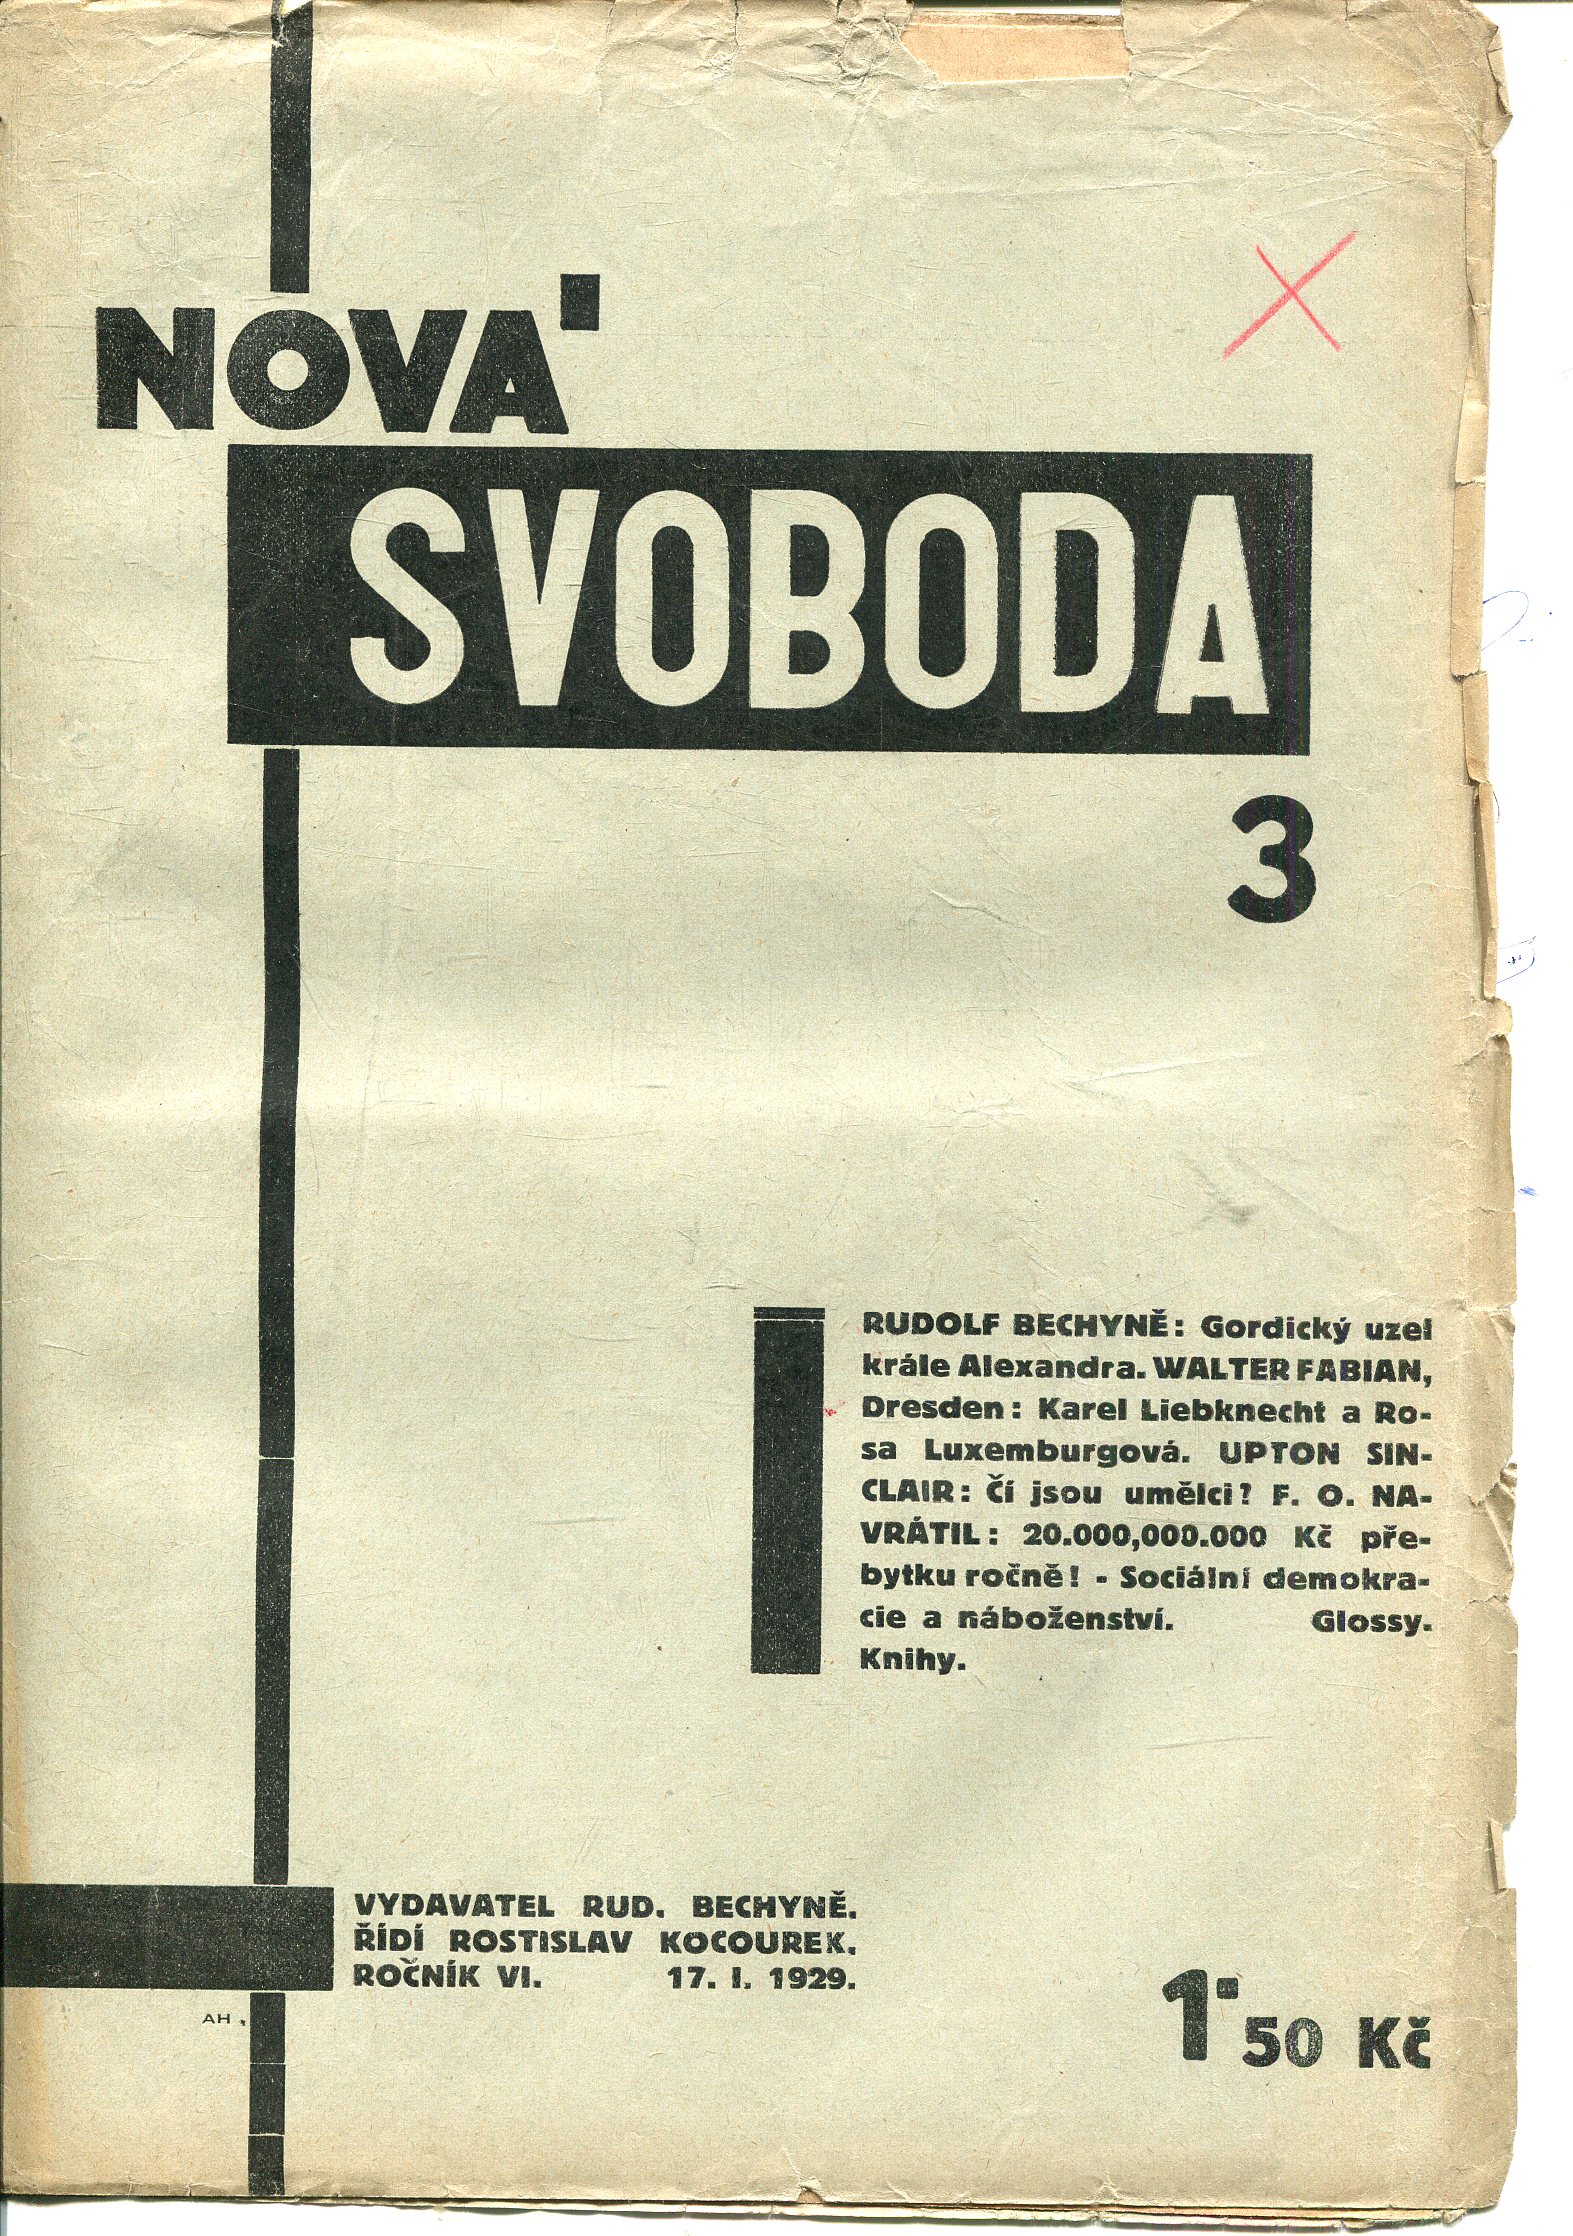 NOVÁ
SVOBODA
3
RUDOLF BECHYNĚ: Gordický uzel
krále Alexandra. WALTER FABIAN,
Dresden: Karel Liebknecht a Ro-
sa Luxemburgová. UPTON SIN-
CLAIR: Čí jsou umělci? F. O. NA-
VRÁTIL: 20.000,000.000 Kč pře-
bytku ročně! - Sociální demokra-
cie a náboženství. Glossy.
Knihy.
VYDAVATEL RUD. BECHYNĚ.
ŘÍDÍ ROSTISLAV KOCOUREK.
ROČNÍK VI. 17. I. 1929.
AH.
1·50 Kč